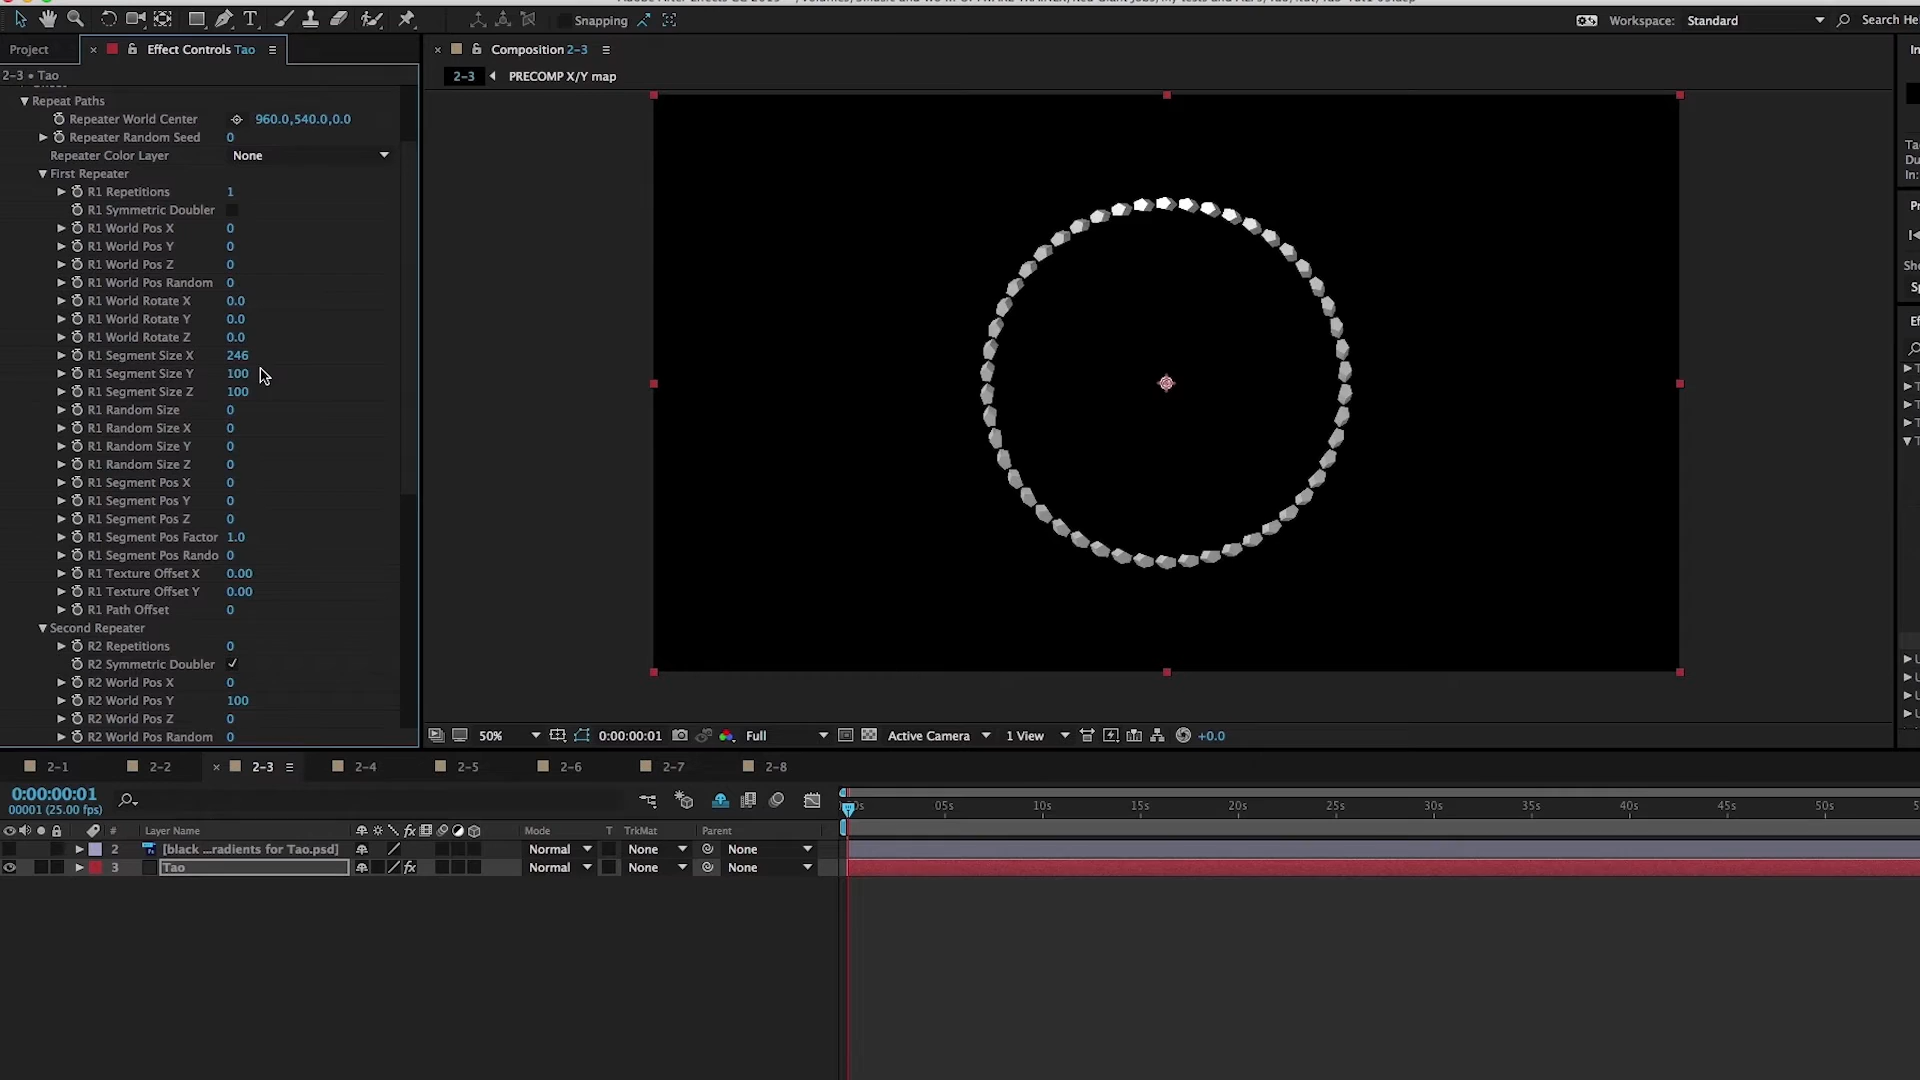 Snapping
Workspace: Standard
Search He
Project
Effect Controls Tao
Composition 2-3
2-3 • Tao
2-3
PRECOMP X/Y map
Repeat Paths
Repeater World Center 960.0,540.0,0.0
Repeater Random Seed 0
Repeater Color Layer None
First Repeater
R1 Repetitions 1
R1 Symmetric Doubler
R1 World Pos X 0
R1 World Pos Y 0
R1 World Pos Z 0
R1 World Pos Random 0
R1 World Rotate X 0.0
R1 World Rotate Y 0.0
R1 World Rotate Z 0.0
R1 Segment Size X 246
R1 Segment Size Y 100
R1 Segment Size Z 100
R1 Random Size 0
R1 Random Size X 0
R1 Random Size Y 0
R1 Random Size Z 0
R1 Segment Pos X 0
R1 Segment Pos Y 0
R1 Segment Pos Z 0
R1 Segment Pos Factor 1.0
R1 Segment Pos Rando 0
R1 Texture Offset X 0.00
R1 Texture Offset Y 0.00
R1 Path Offset 0
Second Repeater
R2 Repetitions 0
R2 Symmetric Doubler
R2 World Pos X 0
R2 World Pos Y 100
R2 World Pos Z 0
R2 World Pos Random 0
50% 0:00:00:01 Full Active Camera 1 View +0.0
2-1 2-2 2-3 2-4 2-5 2-6 2-7 2-8
0:00:00:01
00001 (25.00 fps)
05s 10s 15s 20s 25s 30s 35s 40s 45s 50s
# Layer Name fx Mode T TrkMat Parent
2 [black ...radients for Tao.psd] Normal None None
3 Tao fx Normal None None